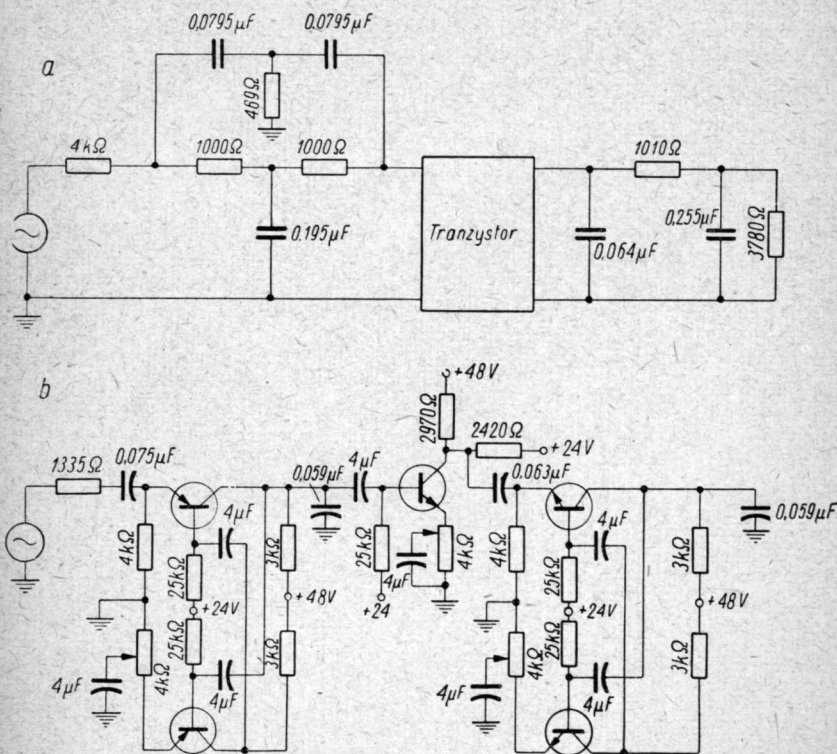 a
0,0795μF
0,0795μF
469Ω
4kΩ
1000Ω
1000Ω
0.195μF
Tranzystor
1010Ω
0,064μF
0,255μF
3780Ω
b
+48V
2970Ω
2420Ω
+24V
1335Ω
0,075μF
4μF
4kΩ
25kΩ
+24V
25kΩ
4kΩ
4μF
4μF
3kΩ
+48V
3kΩ
0,059μF
4μF
25kΩ
+24
4μF
4kΩ
0,063μF
4kΩ
4μF
25kΩ
+24V
25kΩ
4kΩ
4μF
4μF
3kΩ
+48V
3kΩ
0,059μF